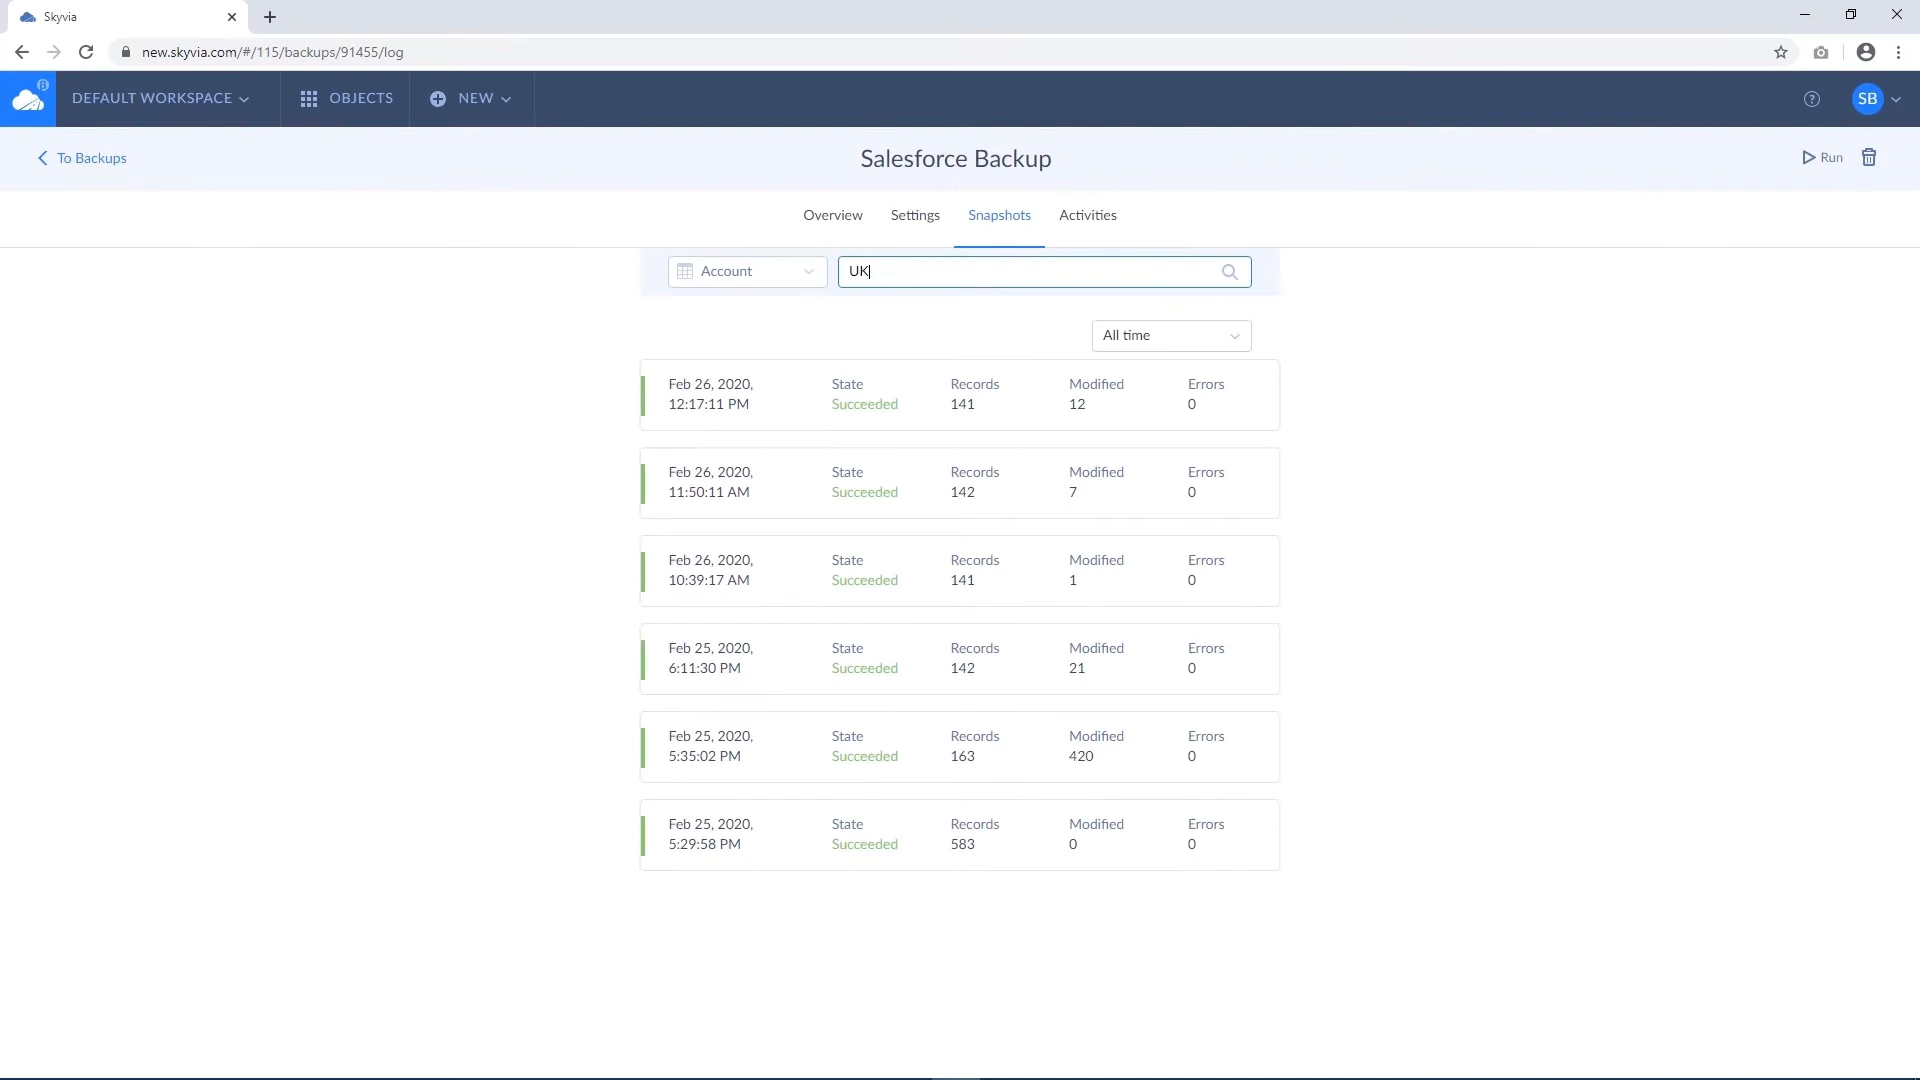 Skyvia
new.skyvia.com/#/115/backups/91455/log
β
DEFAULT WORKSPACE
OBJECTS
NEW
?
SB
To Backups
Salesforce Backup
Run
Overview
Settings
Snapshots
Activities
Account
UK
All time
Feb 26, 2020,
12:17:11 PM
State
Succeeded
Records
141
Modified
12
Errors
0
Feb 26, 2020,
11:50:11 AM
State
Succeeded
Records
142
Modified
7
Errors
0
Feb 26, 2020,
10:39:17 AM
State
Succeeded
Records
141
Modified
1
Errors
0
Feb 25, 2020,
6:11:30 PM
State
Succeeded
Records
142
Modified
21
Errors
0
Feb 25, 2020,
5:35:02 PM
State
Succeeded
Records
163
Modified
420
Errors
0
Feb 25, 2020,
5:29:58 PM
State
Succeeded
Records
583
Modified
0
Errors
0